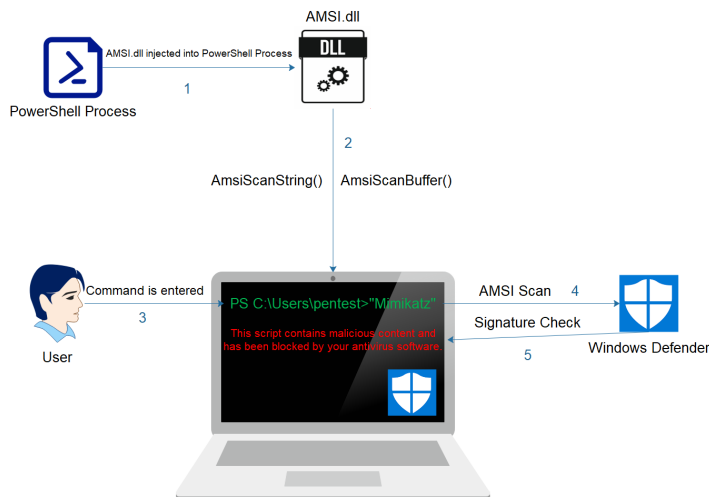 AMSI.dll
DLL
AMSI.dll injected into PowerShell Process
1
PowerShell Process
2
AmsiScanString()
AmsiScanBuffer()
Command is entered
3
User
PS C:\Users\pentest>"Mimikatz"
This script contains malicious content and
has been blocked by your antivirus software.
AMSI Scan
4
Signature Check
5
Windows Defender